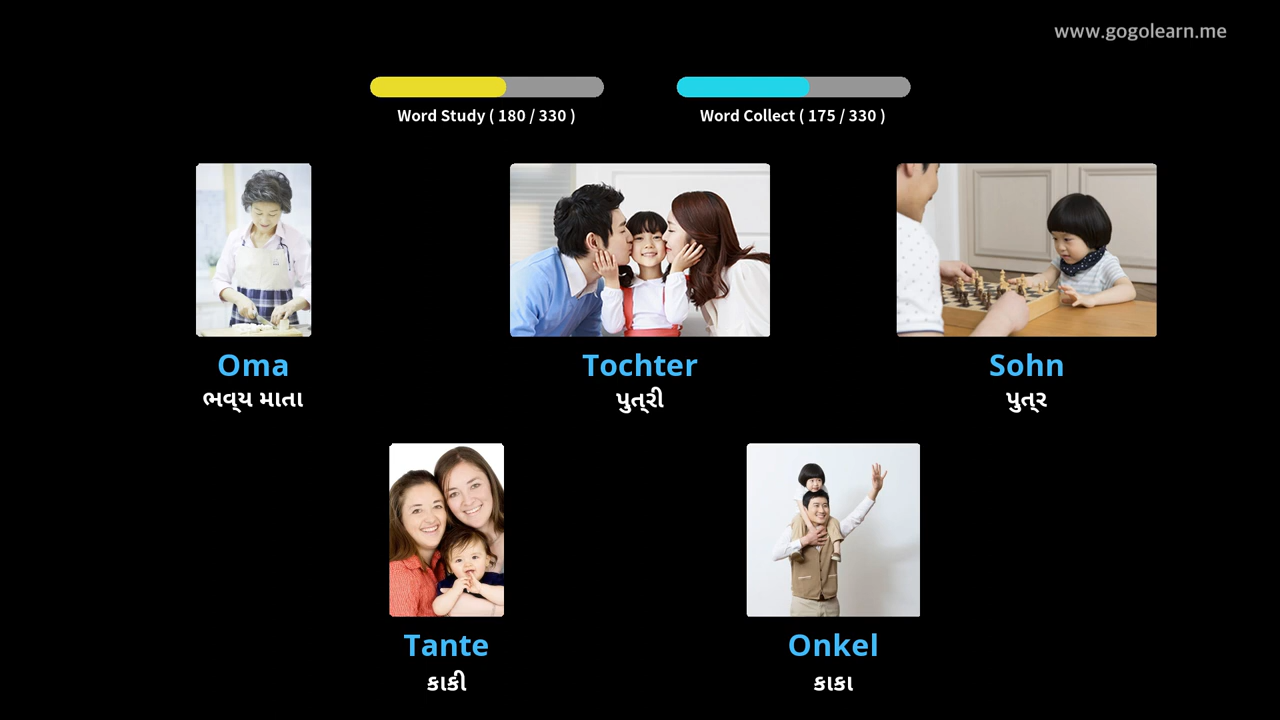 www.gogolearn.me
Word Study ( 180 / 330 )
Word Collect ( 175 / 330 )
Oma
ભવ્ય માતા
Tochter
પુત્રી
Sohn
પુત્ર
Tante
કાકી
Onkel
કાકા